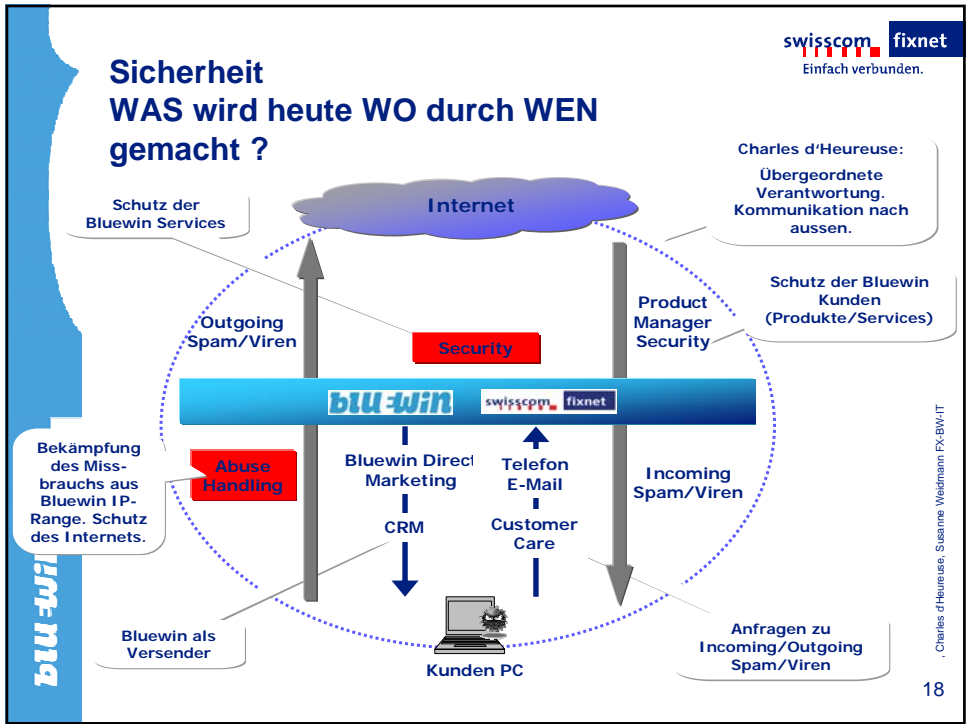 swisscom fixnet
Einfach verbunden.
Sicherheit
WAS wird heute WO durch WEN
gemacht ?
Charles d'Heureuse:
Übergeordnete
Verantwortung.
Kommunikation nach
aussen.
Schutz der
Bluewin Services
Internet
Schutz der Bluewin
Kunden
(Produkte/Services)
Outgoing
Spam/Viren
Product
Manager
Security
Security
bluewin
swisscom fixnet
Bekämpfung
des Miss-
brauchs aus
Bluewin IP-
Range. Schutz
des Internets.
Abuse
Handling
Bluewin Direct
Marketing
CRM
Telefon
E-Mail
Customer
Care
Incoming
Spam/Viren
Bluewin als
Versender
Kunden PC
Anfragen zu
Incoming/Outgoing
Spam/Viren
bluewin
, Charles d'Heureuse, Susanne Weidmann FX-BW-IT
18